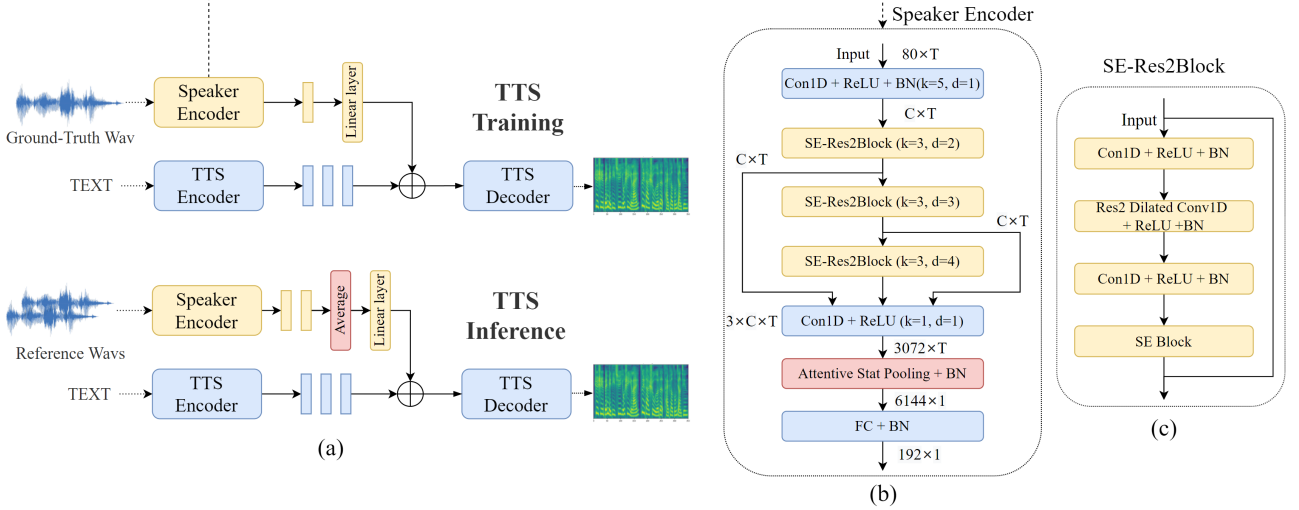 Ground-Truth Wav
Speaker
Encoder
Linear layer
TTS
Training
TEXT
TTS
Encoder
TTS
Decoder
Reference Wavs
Speaker
Encoder
Average
Linear layer
TTS
Inference
TEXT
TTS
Encoder
TTS
Decoder
(a)
Speaker Encoder
Input
80×T
Con1D + ReLU + BN(k=5, d=1)
C×T
SE-Res2Block (k=3, d=2)
C×T
SE-Res2Block (k=3, d=3)
C×T
SE-Res2Block (k=3, d=4)
3×C×T
Con1D + ReLU (k=1, d=1)
3072×T
Attentive Stat Pooling + BN
6144×1
FC + BN
192×1
(b)
SE-Res2Block
Input
Con1D + ReLU + BN
Res2 Dilated Conv1D
+ ReLU +BN
Con1D + ReLU + BN
SE Block
(c)